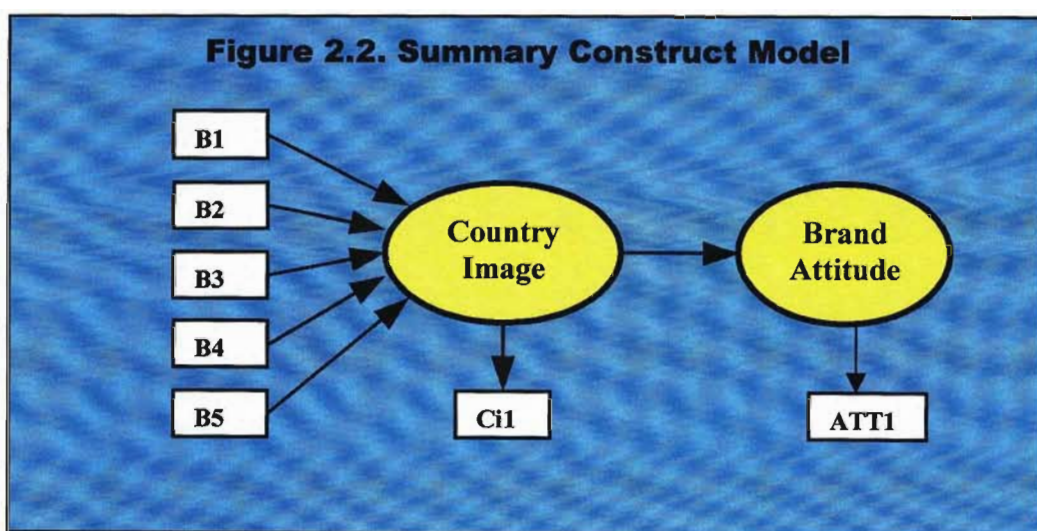 Figure 2.2. Summary Construct Model
B1
B2
B3
B4
B5
Country
Image
Brand
Attitude
Ci1
ATT1